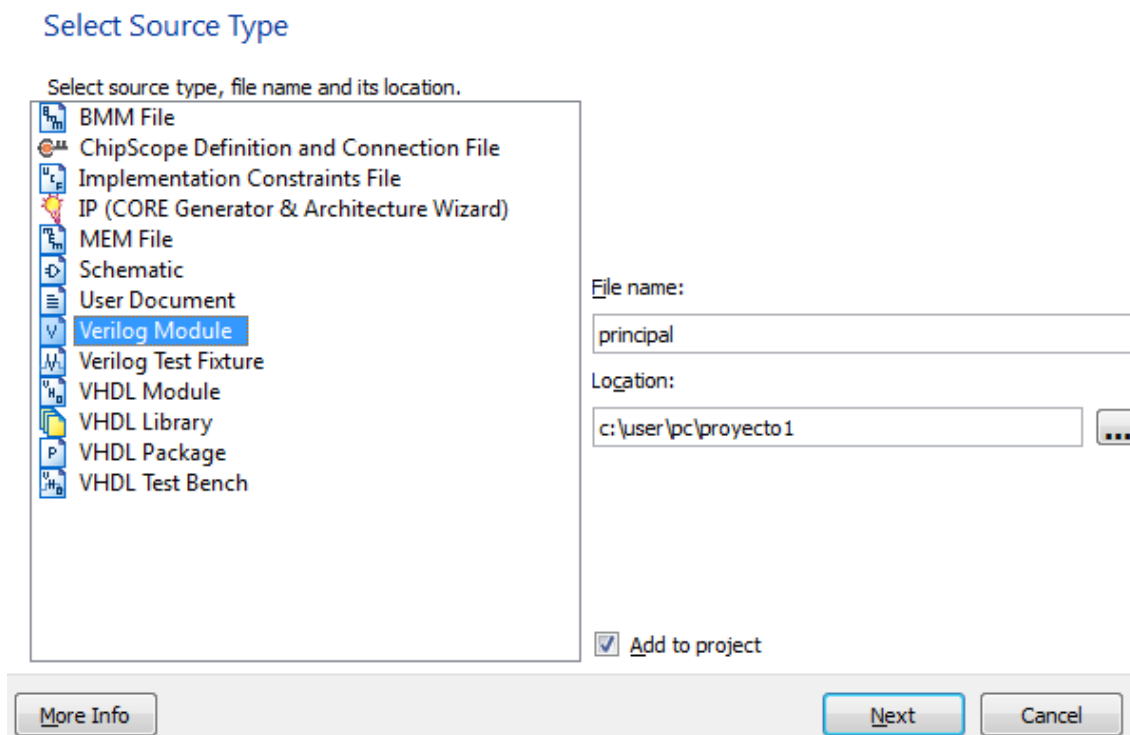 Select Source Type
Select source type, file name and its location.
BMM File
ChipScope Definition and Connection File
Implementation Constraints File
IP (CORE Generator & Architecture Wizard)
MEM File
Schematic
User Document
Verilog Module
Verilog Test Fixture
VHDL Module
VHDL Library
VHDL Package
VHDL Test Bench
File name:
principal
Location:
c:\user\pc\proyecto1
...
Add to project
More Info
Next
Cancel